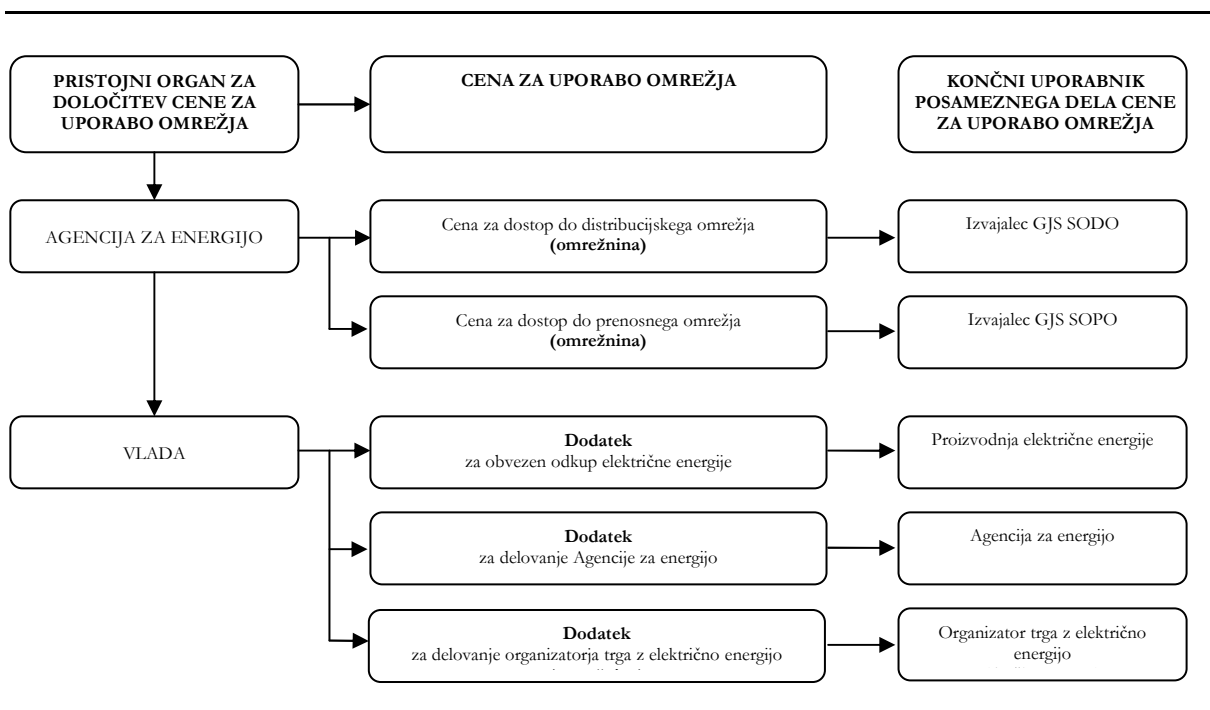 PRISTOJNI ORGAN ZA
DOLOČITEV CENE ZA
UPORABO OMREŽJA
CENA ZA UPORABO OMREŽJA
KONČNI UPORABNIK
POSAMEZNEGA DELA CENE
ZA UPORABO OMREŽJA
AGENCIJA ZA ENERGIJO
Cena za dostop do distribucijskega omrežja
(omrežnina)
Izvajalec GJS SODO
Cena za dostop do prenosnega omrežja
(omrežnina)
Izvajalec GJS SOPO
VLADA
Dodatek
za obvezen odkup električne energije
Proizvodnja električne energije
Dodatek
za delovanje Agencije za energijo
Agencija za energijo
Dodatek
za delovanje organizatorja trga z električno energijo
Organizator trga z električno
energijo